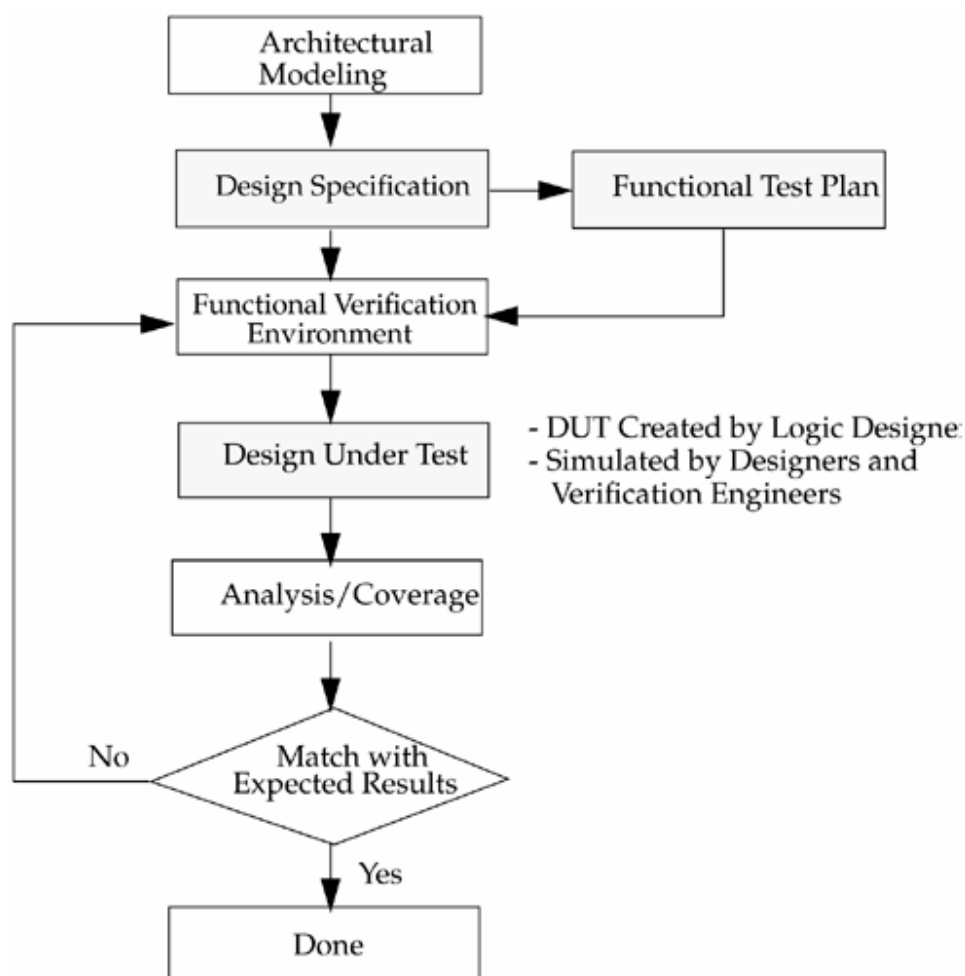 Architectural
Modeling
Design Specification
Functional Test Plan
Functional Verification
Environment
Design Under Test
- DUT Created by Logic Designe
- Simulated by Designers and
Verification Engineers
Analysis/Coverage
No
Match with
Expected Results
Yes
Done